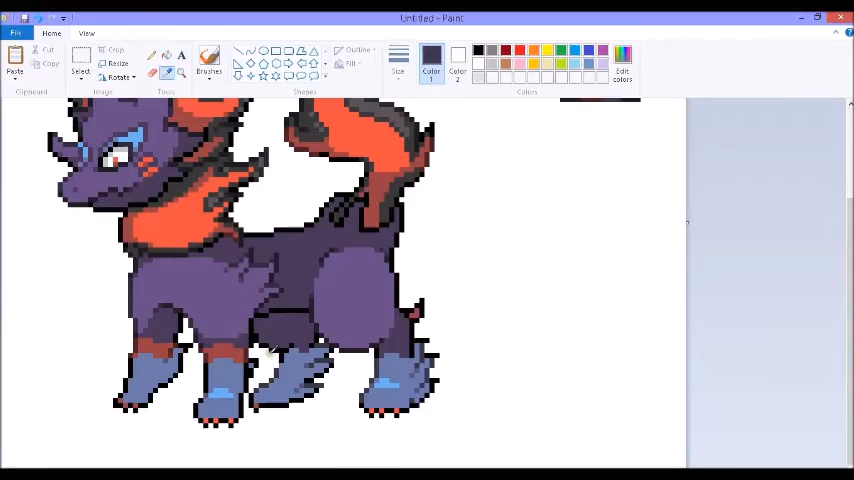 Untitled - Paint
File Home View
Cut
Copy
Paste
Clipboard
Crop
Resize
Rotate
Select
Image
A
Tools
Brushes
Outline
Fill
Shapes
Size
Color
1
Color
2
Edit
colors
Colors